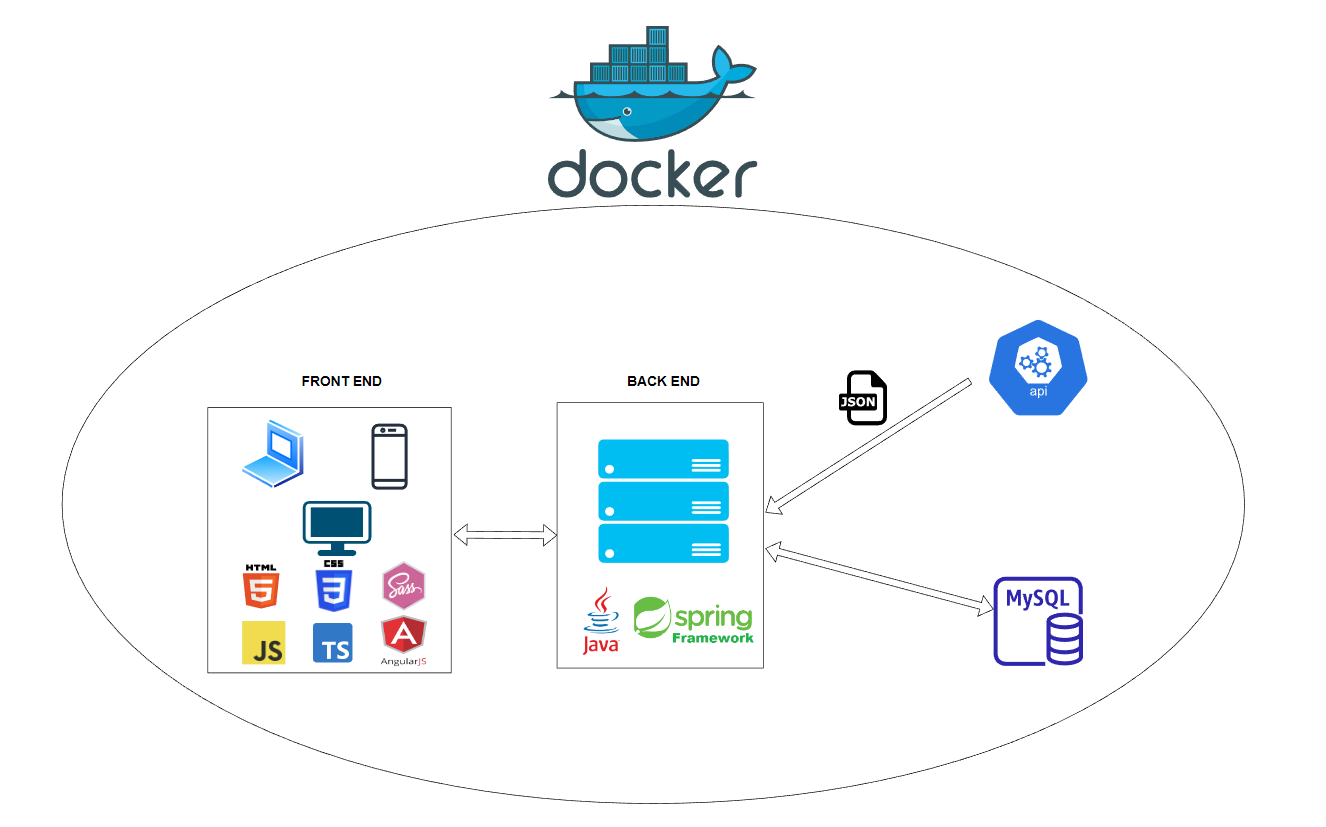 docker
FRONT END
BACK END
JSON
api
HTML
5
CSS
3
Sass
JS
TS
A
AngularJS
Java
spring
Framework
MySQL